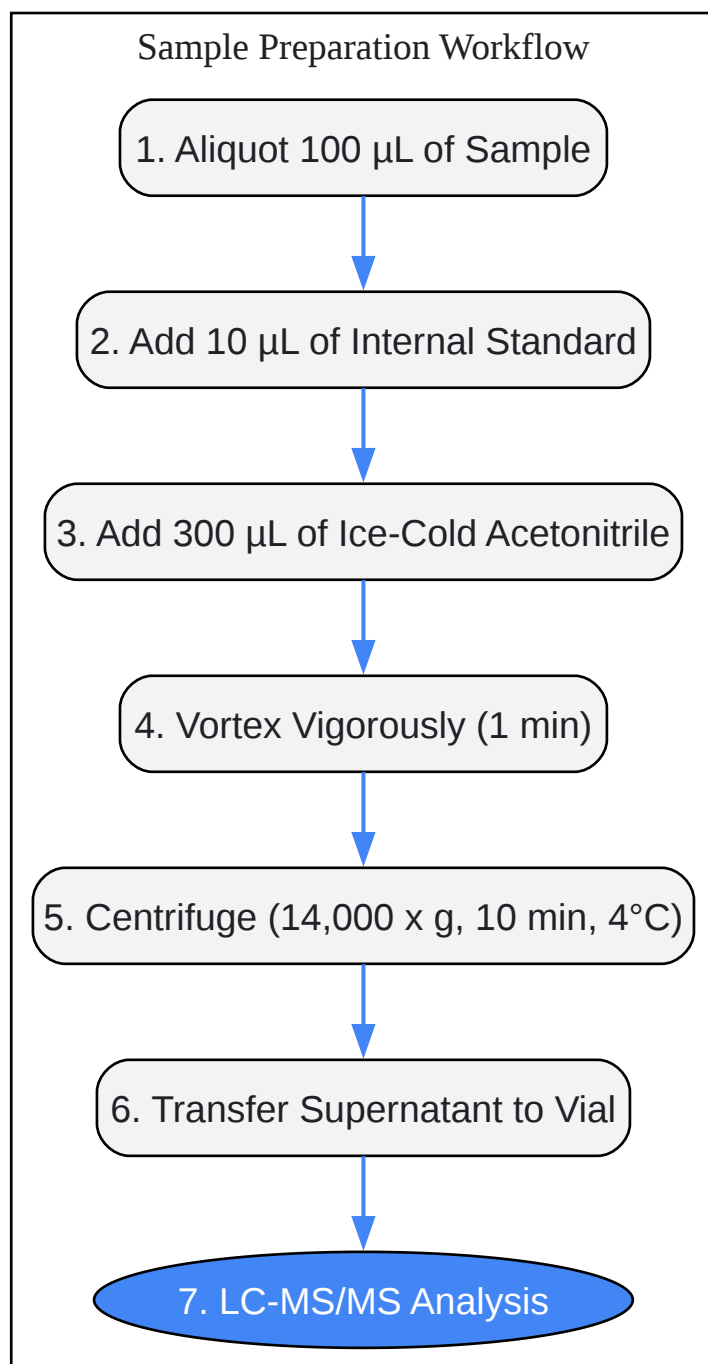 Sample Preparation Workflow
1. Aliquot 100 µL of Sample
2. Add 10 µL of Internal Standard
3. Add 300 µL of Ice-Cold Acetonitrile
4. Vortex Vigorously (1 min)
5. Centrifuge (14,000 x g, 10 min, 4°C)
6. Transfer Supernatant to Vial
7. LC-MS/MS Analysis